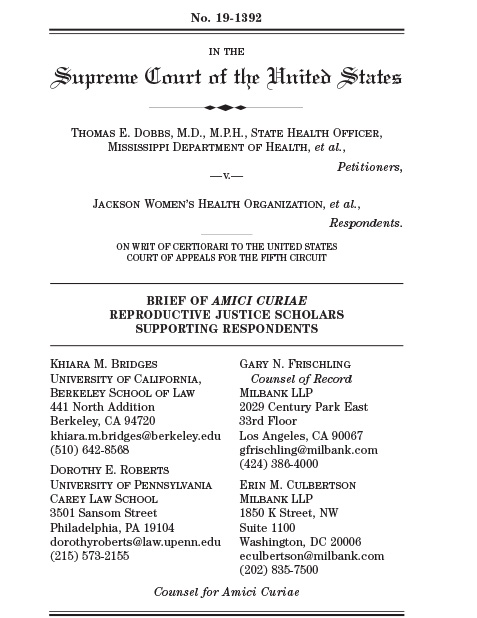 No. 19-1392
IN THE
Supreme Court of the United States
THOMAS E. DOBBS, M.D., M.P.H., STATE HEALTH OFFICER,
MISSISSIPPI DEPARTMENT OF HEALTH, et al.,
Petitioners,
—v.—
JACKSON WOMEN'S HEALTH ORGANIZATION, et al.,
Respondents.
ON WRIT OF CERTIORARI TO THE UNITED STATES
COURT OF APPEALS FOR THE FIFTH CIRCUIT
BRIEF OF AMICI CURIAE
REPRODUCTIVE JUSTICE SCHOLARS
SUPPORTING RESPONDENTS
KHIARA M. BRIDGES
UNIVERSITY OF CALIFORNIA,
BERKELEY SCHOOL OF LAW
441 North Addition
Berkeley, CA 94720
khiara.m.bridges@berkeley.edu
(510) 642-8568
DOROTHY E. ROBERTS
UNIVERSITY OF PENNSYLVANIA
CAREY LAW SCHOOL
3501 Sansom Street
Philadelphia, PA 19104
dorothyroberts@law.upenn.edu
(215) 573-2155
GARY N. FRISCHLING
Counsel of Record
MILBANK LLP
2029 Century Park East
33rd Floor
Los Angeles, CA 90067
gfrischling@milbank.com
(424) 386-4000
ERIN M. CULBERTSON
MILBANK LLP
1850 K Street, NW
Suite 1100
Washington, DC 20006
eculbertson@milbank.com
(202) 835-7500
Counsel for Amici Curiae